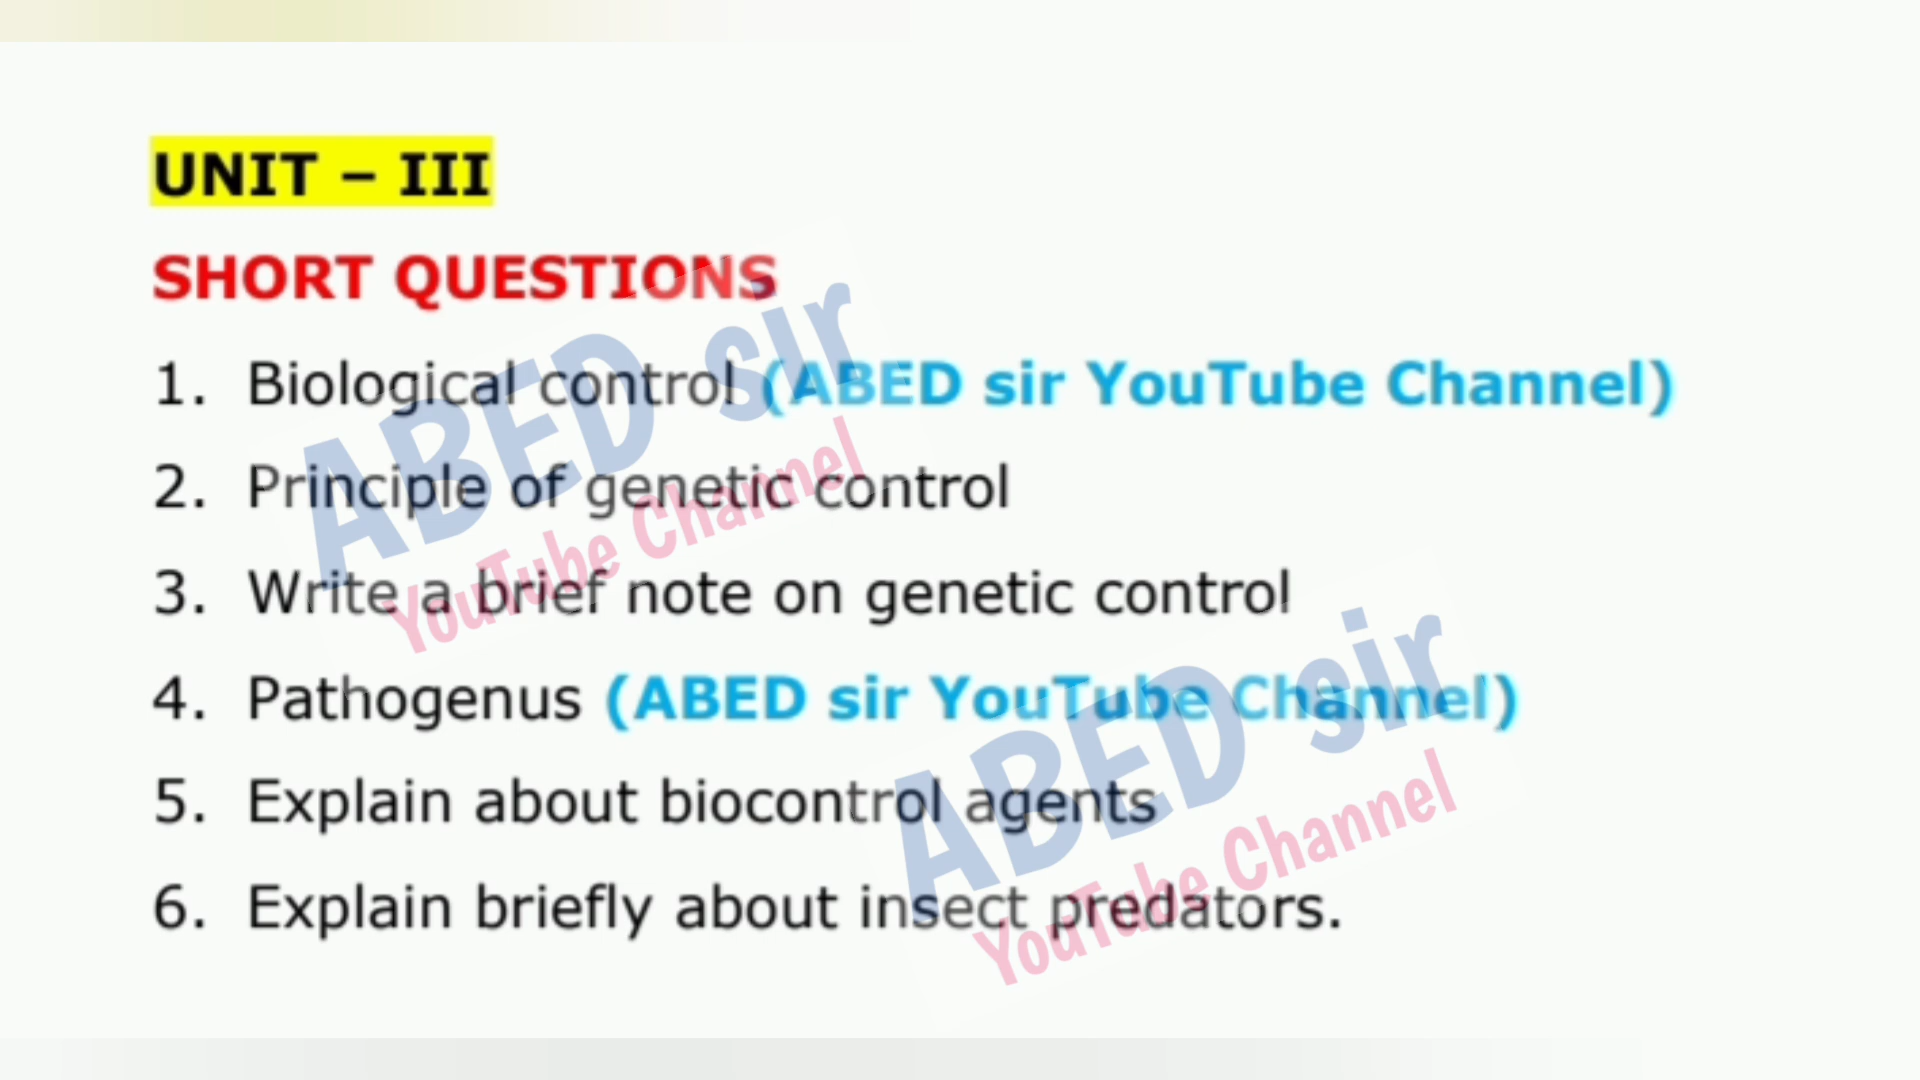 UNIT – III
SHORT QUESTIONS
1. Biological control (ABED sir YouTube Channel)
2. Principle of genetic control
3. Write a brief note on genetic control
4. Pathogenus (ABED sir YouTube Channel)
5. Explain about biocontrol agents
6. Explain briefly about insect predators.
ABED sir
YouTube Channel
ABED sir
YouTube Channel